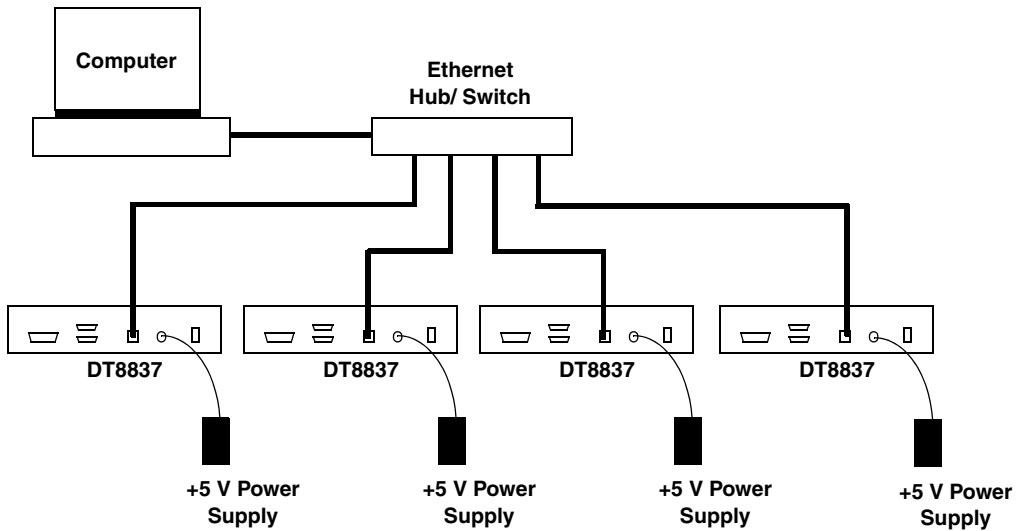 Computer
Ethernet
Hub/ Switch
DT8837
DT8837
DT8837
DT8837
+5 V Power
Supply
+5 V Power
Supply
+5 V Power
Supply
+5 V Power
Supply